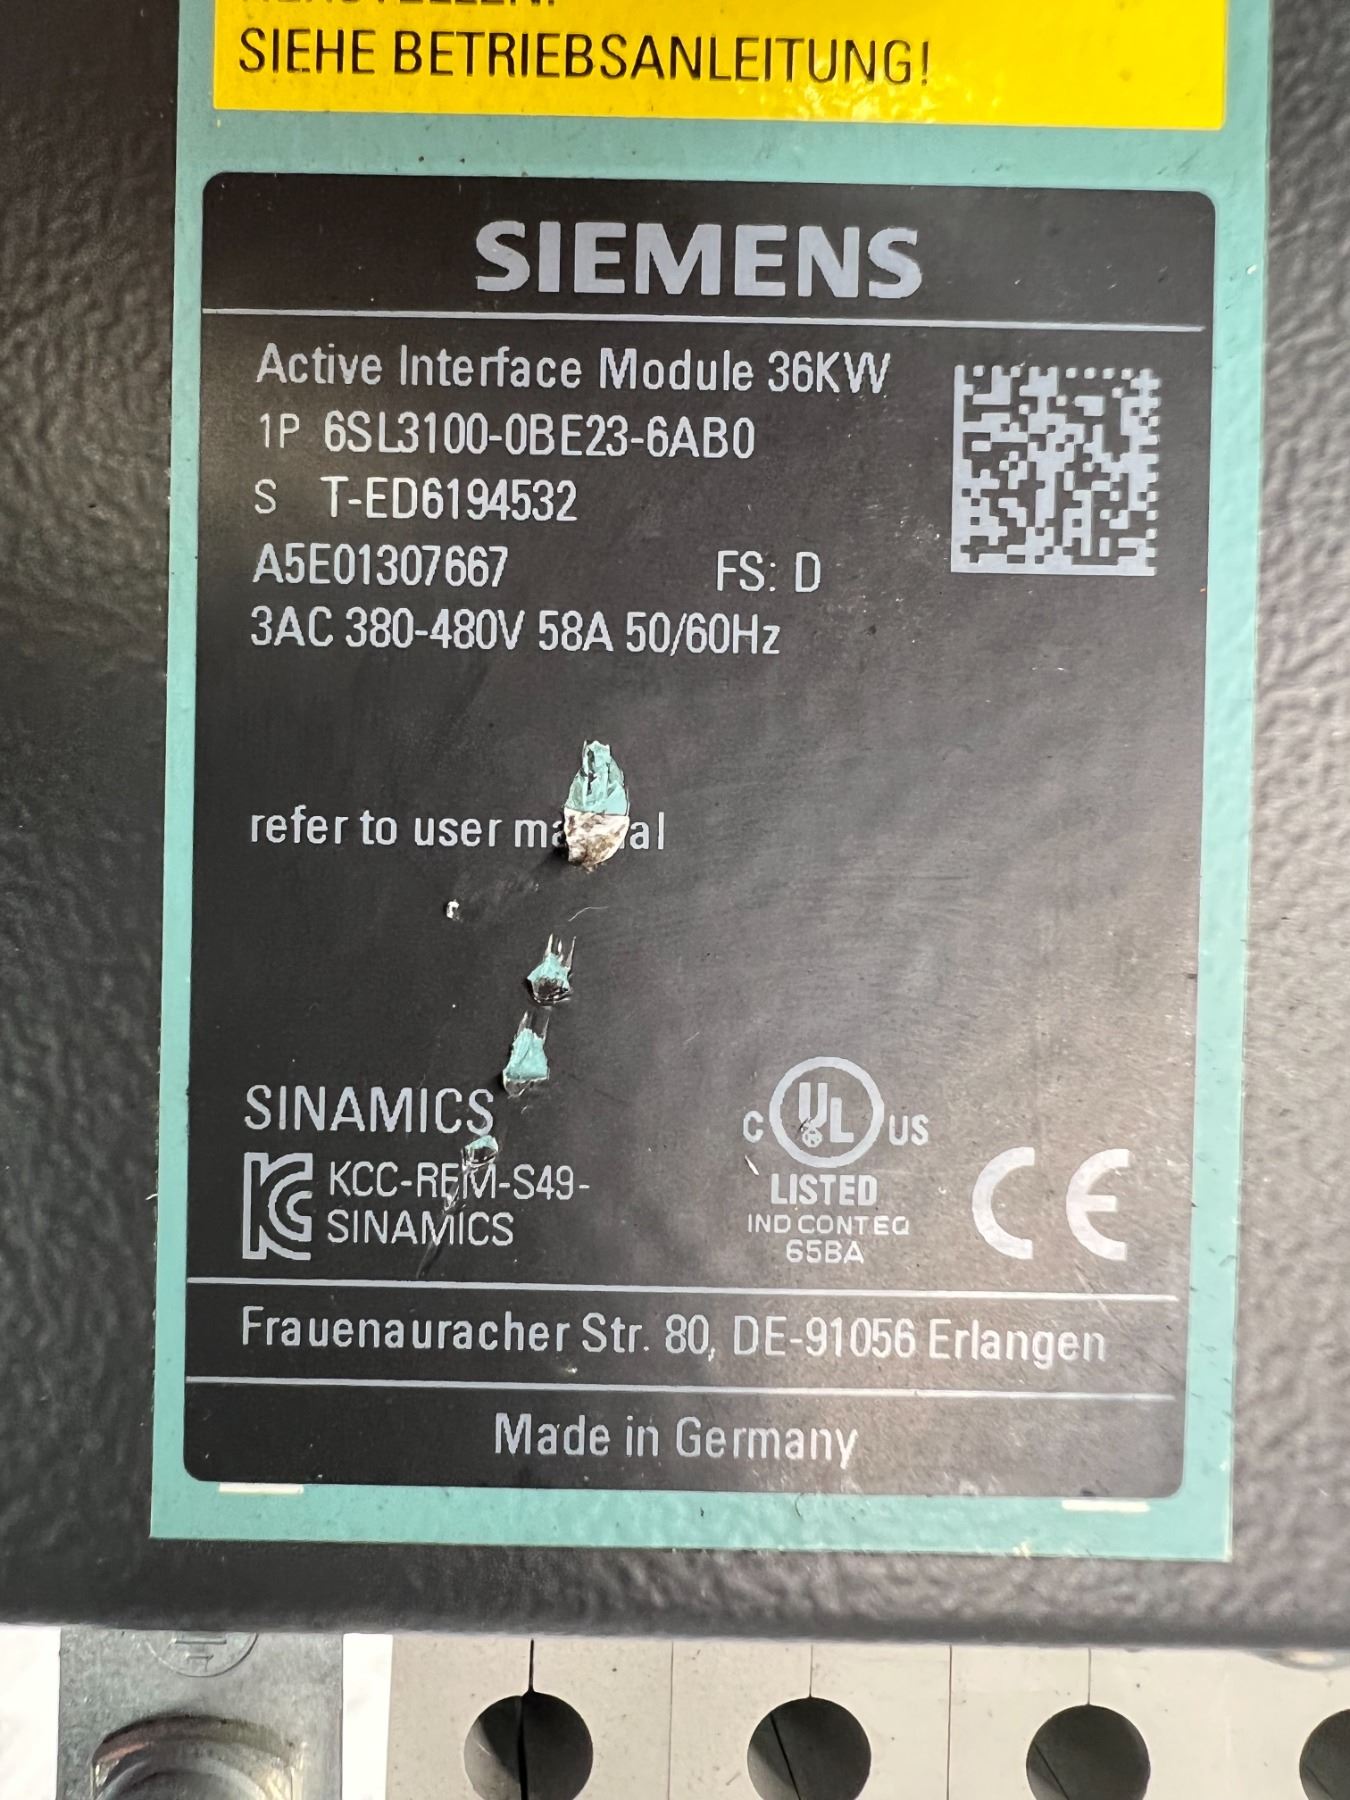 SIEHE BETRIEBSANLEITUNG!
SIEMENS
Active Interface Module 36KW
1P 6SL3100-0BE23-6AB0
S T-ED6194532
A5E01307667 FS: D
3AC 380-480V 58A 50/60Hz
refer to user
SINAMICS
KCC-REM-S49-
SINAMICS
C UL US
LISTED
IND CONT EQ
65BA
CE
Frauenauracher Str. 80, DE-91056 Erlangen
Made in Germany